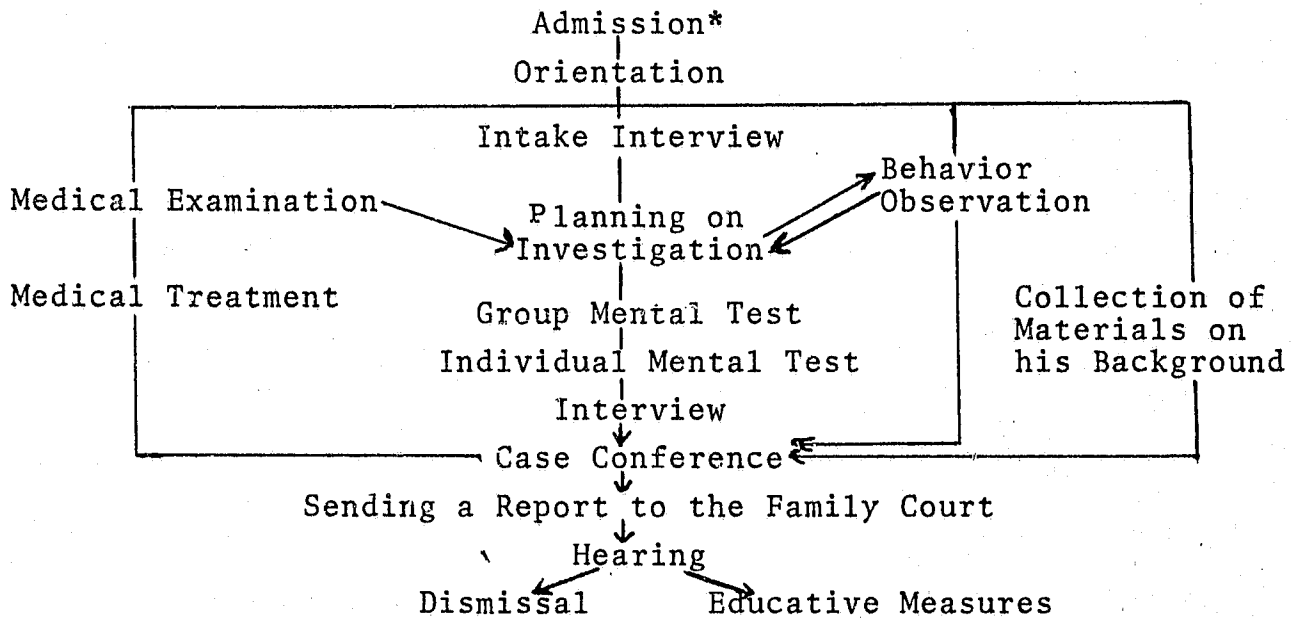 Admission*
Orientation
Intake Interview
Behavior
Observation
Medical Examination
Planning on
Investigation
Medical Treatment
Group Mental Test
Collection of
Materials on
his Background
Individual Mental Test
Interview
Case Conference
Sending a Report to the Family Court
Hearing
Dismissal
Educative Measures